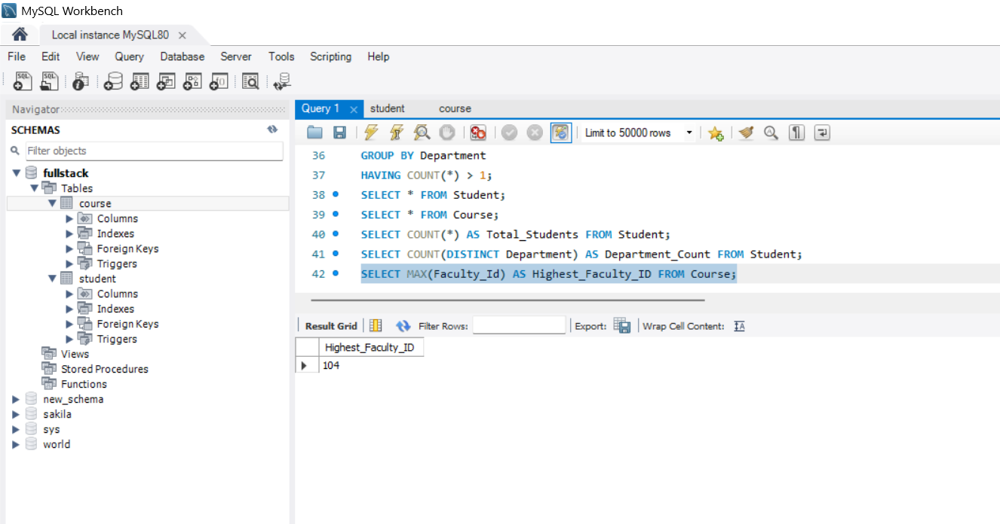 MySQL Workbench
Local instance MySQL80
File Edit View Query Database Server Tools Scripting Help
Navigator
SCHEMAS
Filter objects
fullstack
Tables
course
Columns
Indexes
Foreign Keys
Triggers
student
Columns
Indexes
Foreign Keys
Triggers
Views
Stored Procedures
Functions
new_schema
sakila
sys
world
Query 1 student course
Limit to 50000 rows
36 GROUP BY Department
37 HAVING COUNT(*) > 1;
38 SELECT * FROM Student;
39 SELECT * FROM Course;
40 SELECT COUNT(*) AS Total_Students FROM Student;
41 SELECT COUNT(DISTINCT Department) AS Department_Count FROM Student;
42 SELECT MAX(Faculty_Id) AS Highest_Faculty_ID FROM Course;
Result Grid Filter Rows: Export: Wrap Cell Content: IA
Highest_Faculty_ID
104